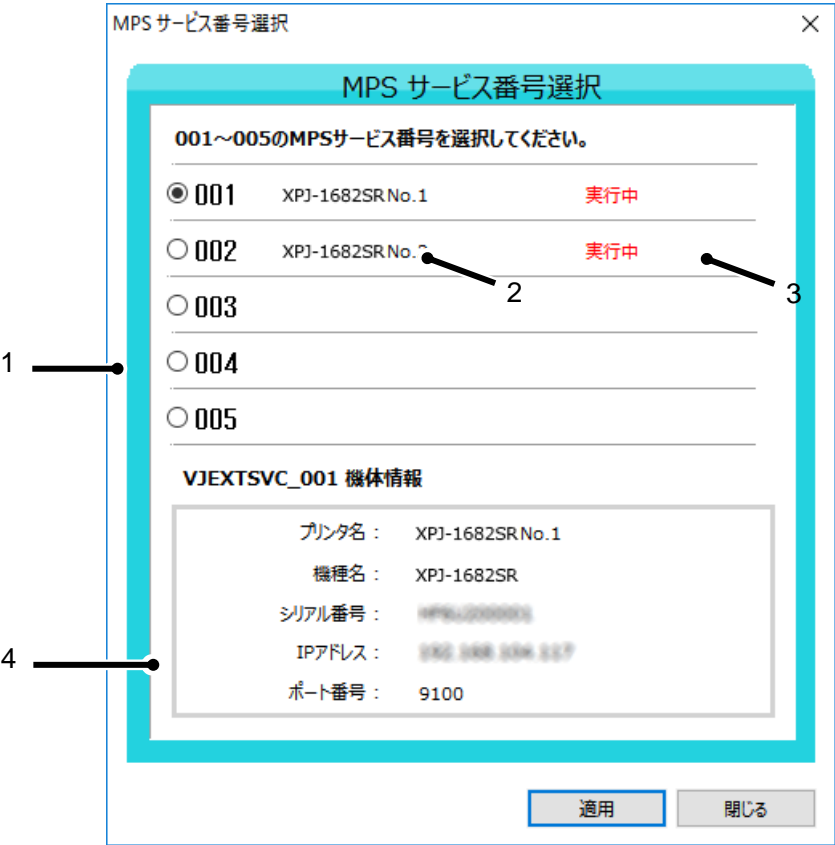 MPS サービス番号選択
MPS サービス番号選択
001～005のMPSサービス番号を選択してください。
001 XPJ-1682SR No.1 実行中
002 XPJ-1682SR No. 実行中
2
3
003
1
004
005
VJEXTSVC_001 機体情報
プリンタ名： XPJ-1682SR No.1
機種名： XPJ-1682SR
シリアル番号：
IPアドレス：
4
ポート番号： 9100
適用 閉じる